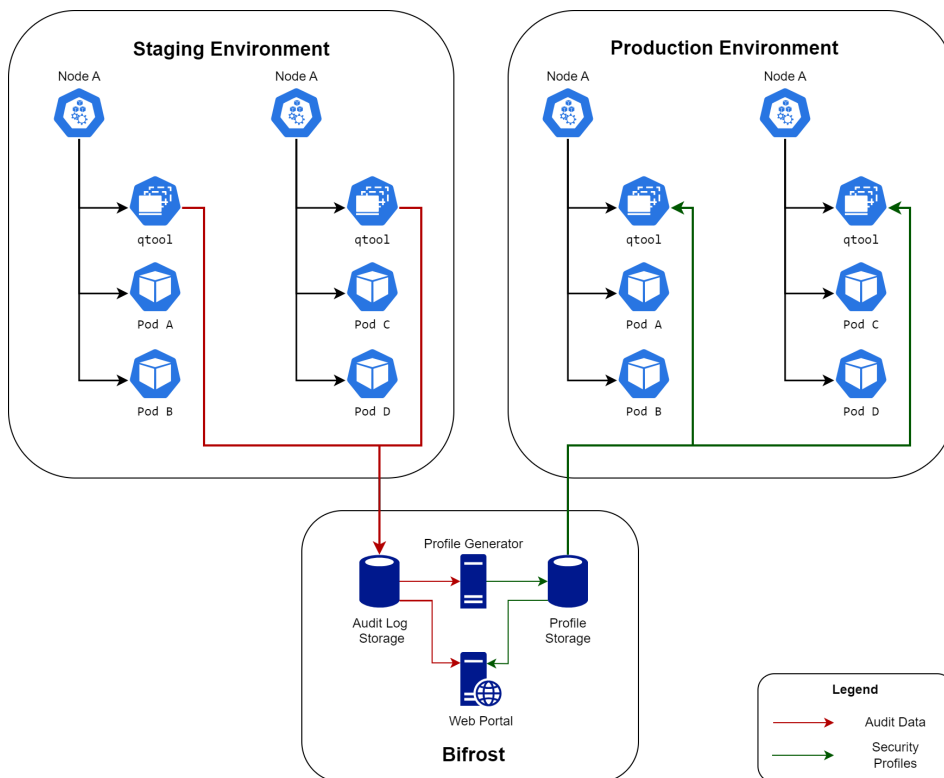 Staging Environment
Node A
Node A
qtool
qtool
Pod A
Pod C
Pod B
Pod D
Production Environment
Node A
Node A
qtool
qtool
Pod A
Pod C
Pod B
Pod D
Profile Generator
Audit Log
Storage
Profile
Storage
Web Portal
Bifrost
Legend
Audit Data
Security
Profiles